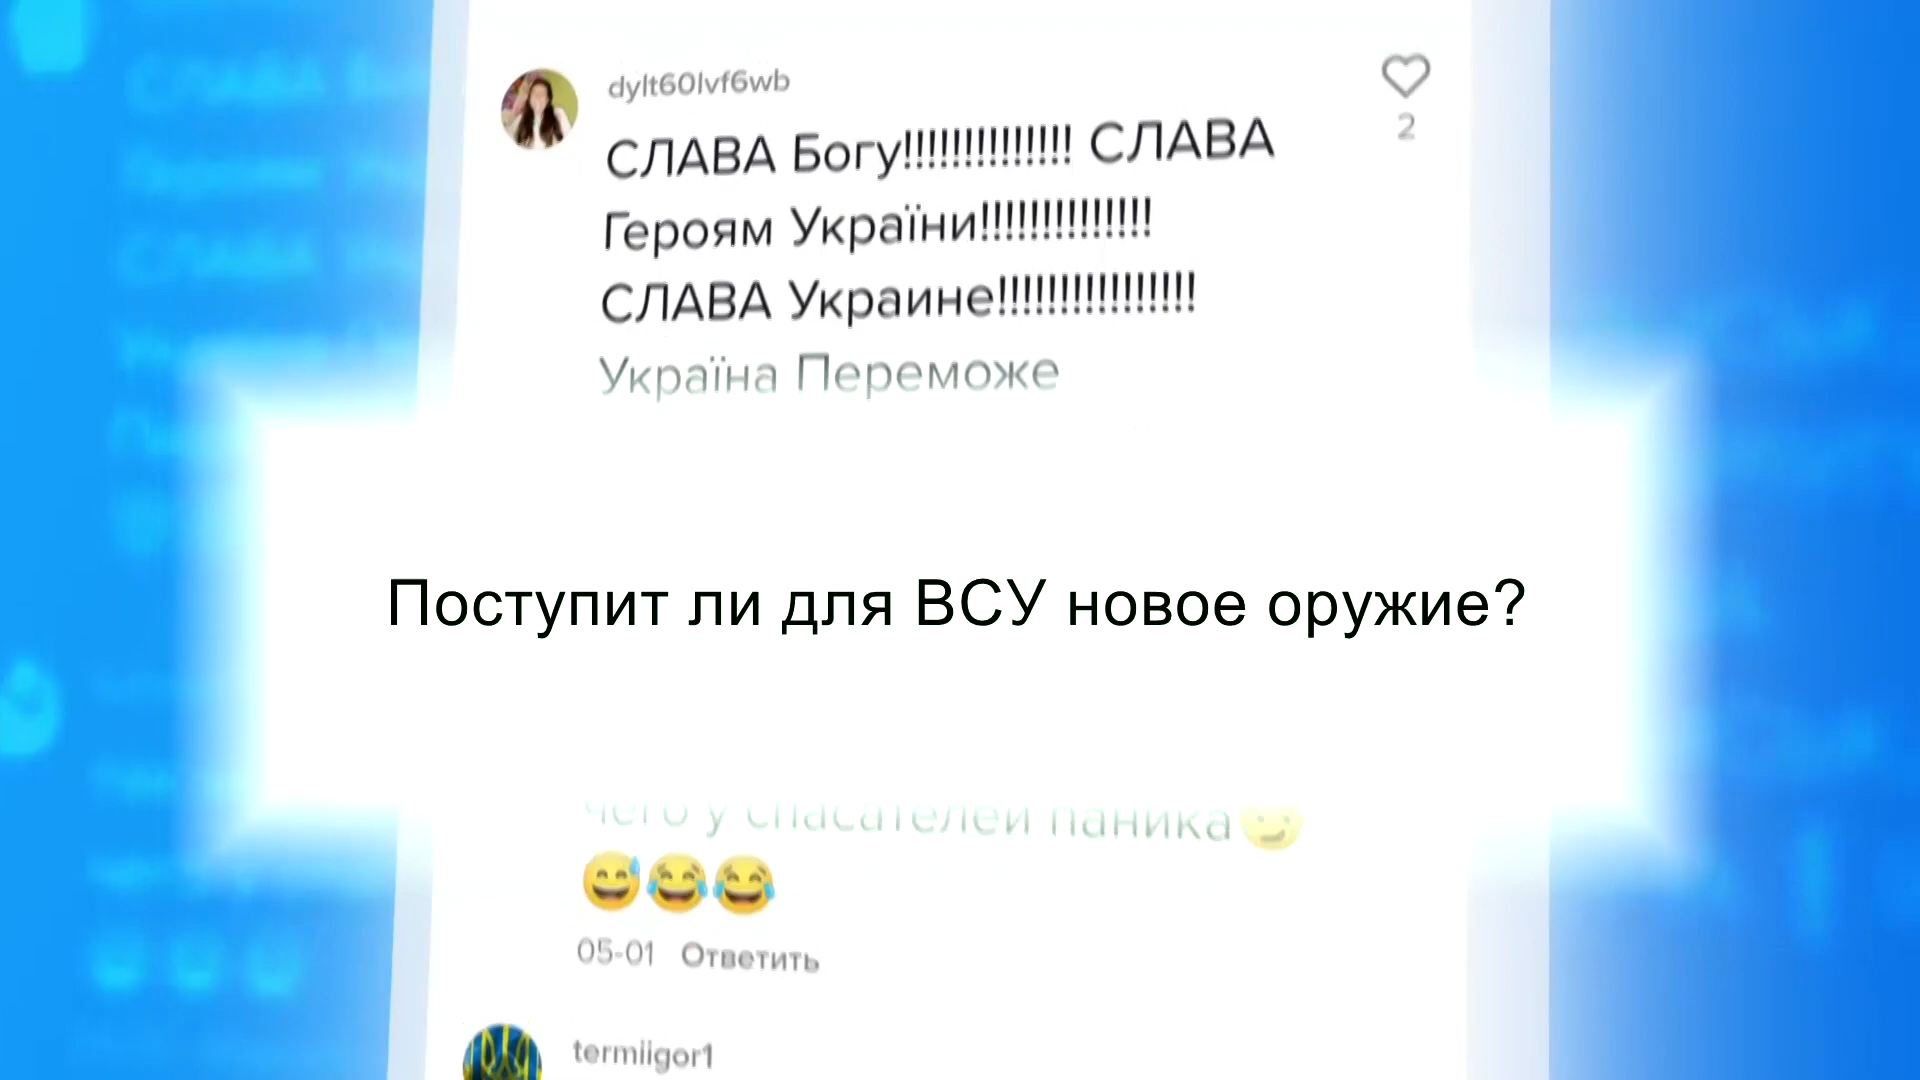 dylt60lvf6wb
СЛАВА Богу!!!!!!!!!!!!!! СЛАВА
2
Героям України!!!!!!!!!!!!!!
СЛАВА Украине!!!!!!!!!!!!!!!!
Україна Переможе
Поступит ли для ВСУ новое оружие?
чего у спасателей паника
05-01 Ответить
termiigor1